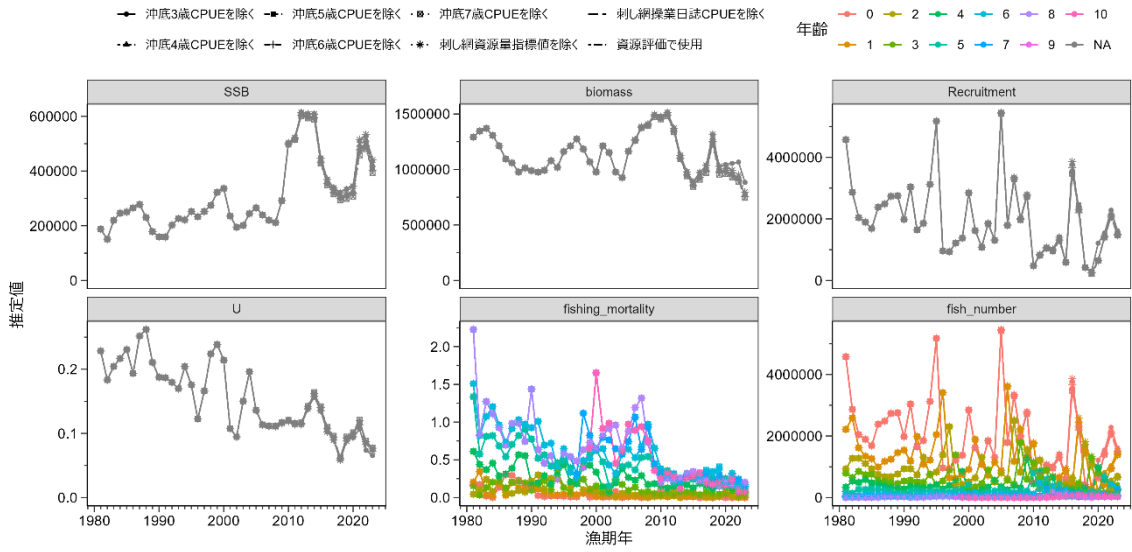 沖底3歳CPUEを除く 沖底5歳CPUEを除く 沖底7歳CPUEを除く 刺し網操業日誌CPUEを除く
沖底4歳CPUEを除く 沖底6歳CPUEを除く 刺し網資源量指標値を除く 資源評価で使用
年齢
0 2 4 6 8 10
1 3 5 7 9 NA
SSB biomass Recruitment
600000
400000
200000
0
1500000
1000000
500000
0
4000000
2000000
0
推定値
U fishing_mortality fish_number
0.2
0.1
0.0
2.0
1.5
1.0
0.5
0.0
4000000
2000000
0
1980 1990 2000 2010 2020 1980 1990 2000 2010 2020 1980 1990 2000 2010 2020
漁期年